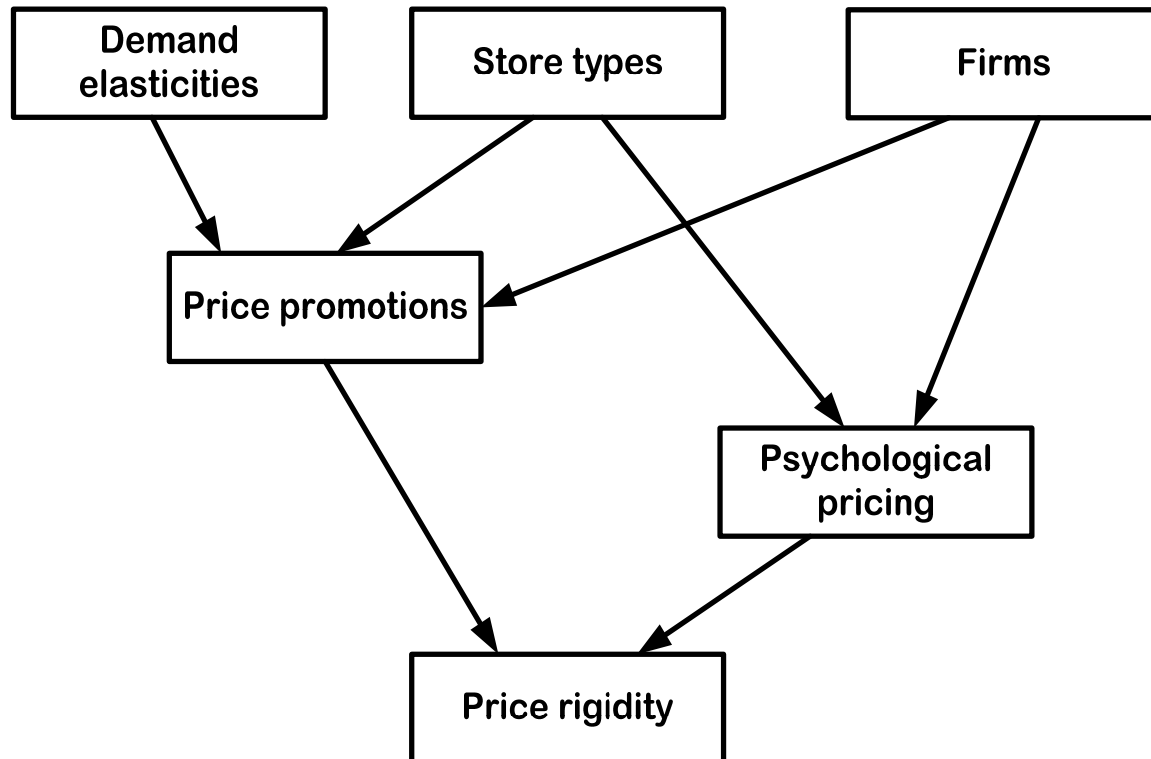 Demand
elasticities
Store types
Firms
Price promotions
Psychological
pricing
Price rigidity